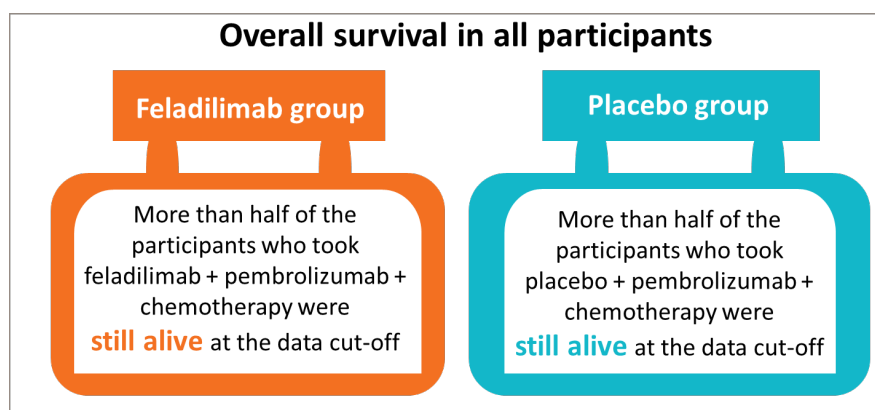 Overall survival in all participants
Feladilimab group
More than half of the
participants who took
feladilimab + pembrolizumab +
chemotherapy were
still alive at the data cut-off
Placebo group
More than half of the
participants who took
placebo + pembrolizumab +
chemotherapy were
still alive at the data cut-off